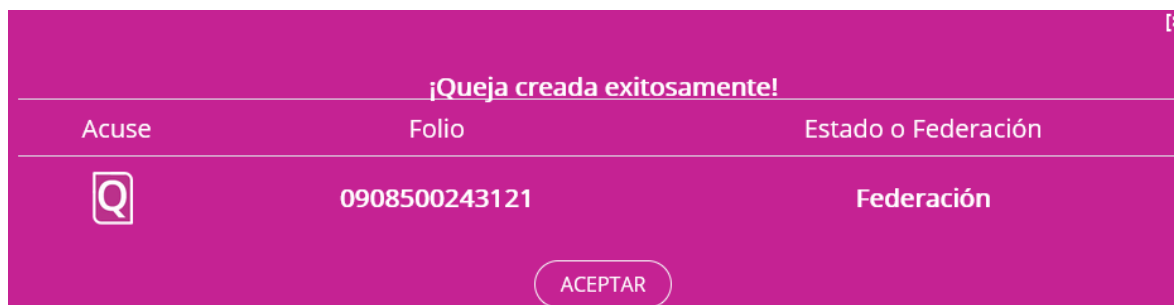 ¡Queja creada exitosamente!
Acuse Folio Estado o Federación
Q 0908500243121 Federación
ACEPTAR